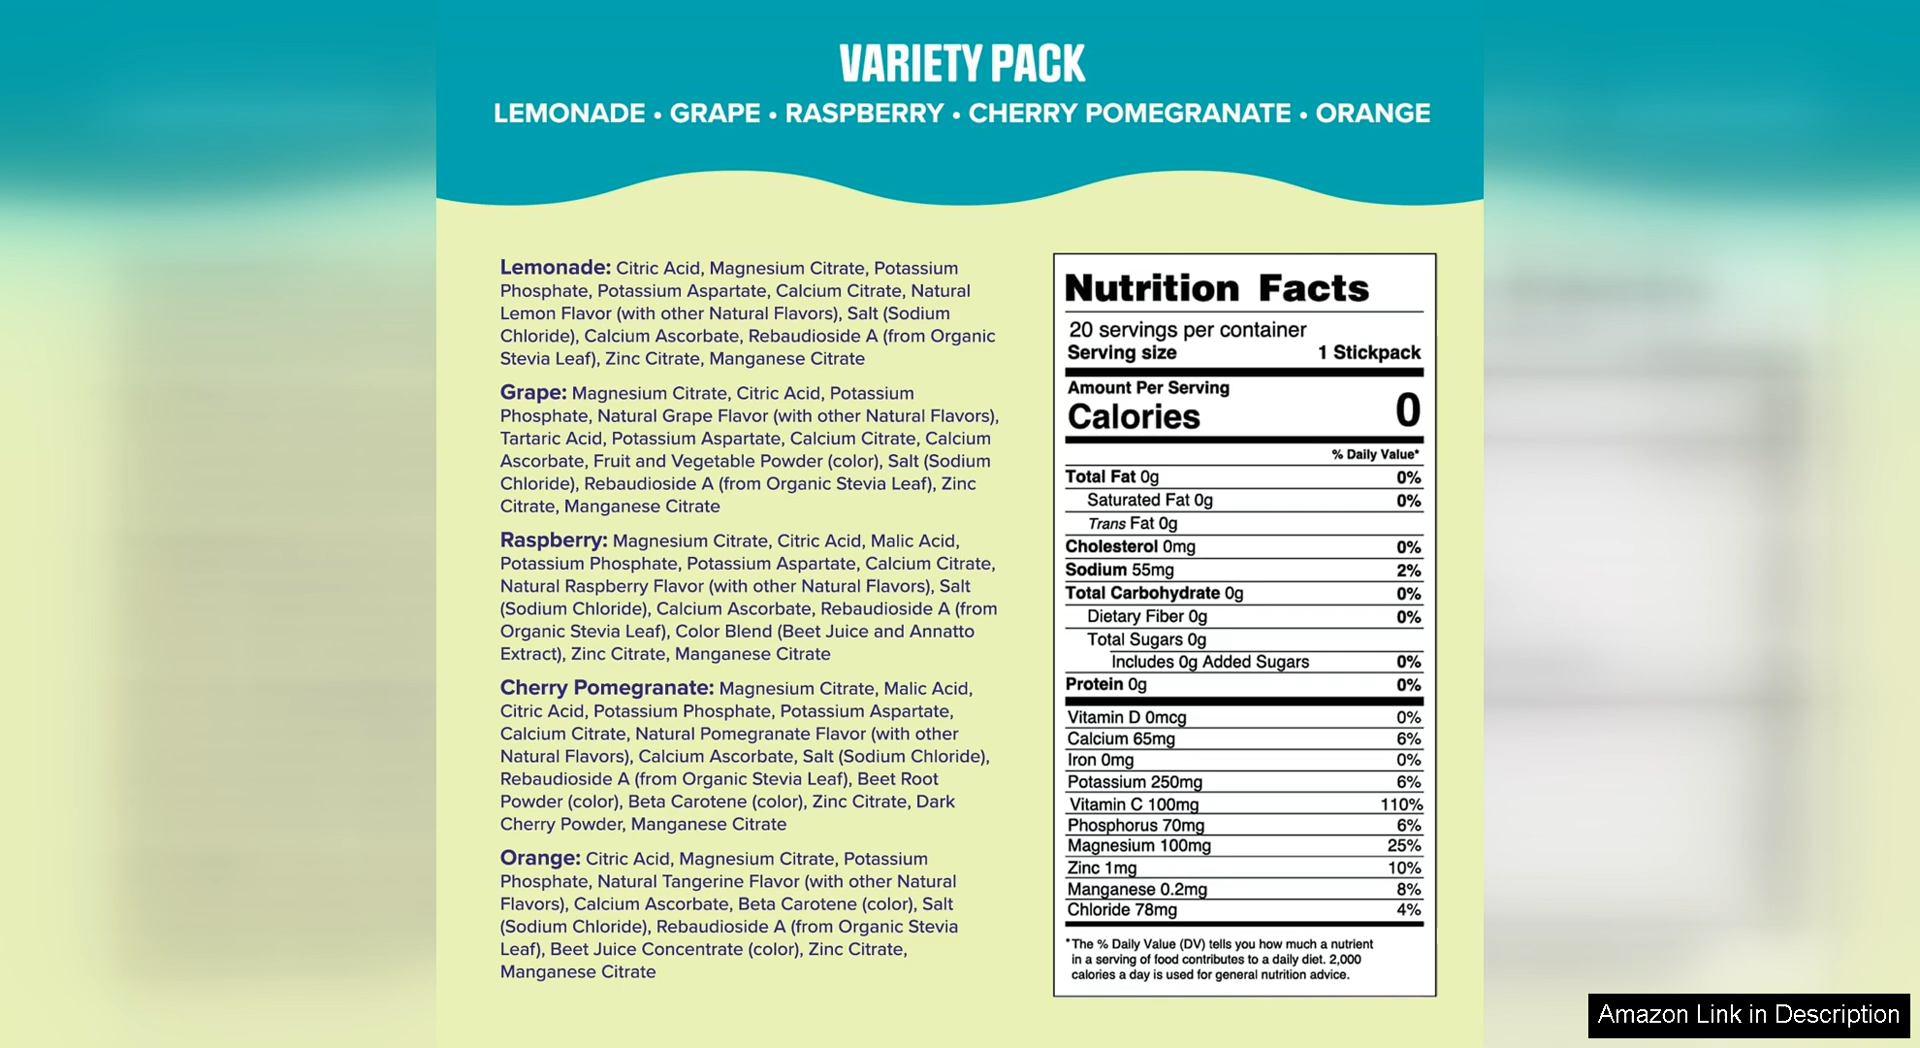 VARIETY PACK
LEMONADE • GRAPE • RASPBERRY • CHERRY POMEGRANATE • ORANGE
Lemonade: Citric Acid, Magnesium Citrate, Potassium
Phosphate, Potassium Aspartate, Calcium Citrate, Natural
Lemon Flavor (with other Natural Flavors), Salt (Sodium
Chloride), Calcium Ascorbate, Rebaudioside A (from Organic
Stevia Leaf), Zinc Citrate, Manganese Citrate
Grape: Magnesium Citrate, Citric Acid, Potassium
Phosphate, Natural Grape Flavor (with other Natural Flavors),
Tartaric Acid, Potassium Aspartate, Calcium Citrate, Calcium
Ascorbate, Fruit and Vegetable Powder (color), Salt (Sodium
Chloride), Rebaudioside A (from Organic Stevia Leaf), Zinc
Citrate, Manganese Citrate
Raspberry: Magnesium Citrate, Citric Acid, Malic Acid,
Potassium Phosphate, Potassium Aspartate, Calcium Citrate,
Natural Raspberry Flavor (with other Natural Flavors), Salt
(Sodium Chloride), Calcium Ascorbate, Rebaudioside A (from
Organic Stevia Leaf), Color Blend (Beet Juice and Annatto
Extract), Zinc Citrate, Manganese Citrate
Cherry Pomegranate: Magnesium Citrate, Malic Acid,
Citric Acid, Potassium Phosphate, Potassium Aspartate,
Calcium Citrate, Natural Pomegranate Flavor (with other
Natural Flavors), Calcium Ascorbate, Salt (Sodium Chloride),
Rebaudioside A (from Organic Stevia Leaf), Beet Root
Powder (color), Beta Carotene (color), Zinc Citrate, Dark
Cherry Powder, Manganese Citrate
Orange: Citric Acid, Magnesium Citrate, Potassium
Phosphate, Natural Tangerine Flavor (with other Natural
Flavors), Calcium Ascorbate, Beta Carotene (color), Salt
(Sodium Chloride), Rebaudioside A (from Organic Stevia
Leaf), Beet Juice Concentrate (color), Zinc Citrate,
Manganese Citrate
Nutrition Facts
20 servings per container
Serving size 1 Stickpack
Amount Per Serving
Calories 0
% Daily Value*
Total Fat 0g 0%
Saturated Fat 0g 0%
Trans Fat 0g
Cholesterol 0mg 0%
Sodium 55mg 2%
Total Carbohydrate 0g 0%
Dietary Fiber 0g 0%
Total Sugars 0g
Includes 0g Added Sugars 0%
Protein 0g 0%
Vitamin D 0mcg 0%
Calcium 65mg 6%
Iron 0mg 0%
Potassium 250mg 6%
Vitamin C 100mg 110%
Phosphorus 70mg 6%
Magnesium 100mg 25%
Zinc 1mg 10%
Manganese 0.2mg 8%
Chloride 78mg 4%
*The % Daily Value (DV) tells you how much a nutrient
in a serving of food contributes to a daily diet. 2,000
calories a day is used for general nutrition advice.
Amazon Link in Description